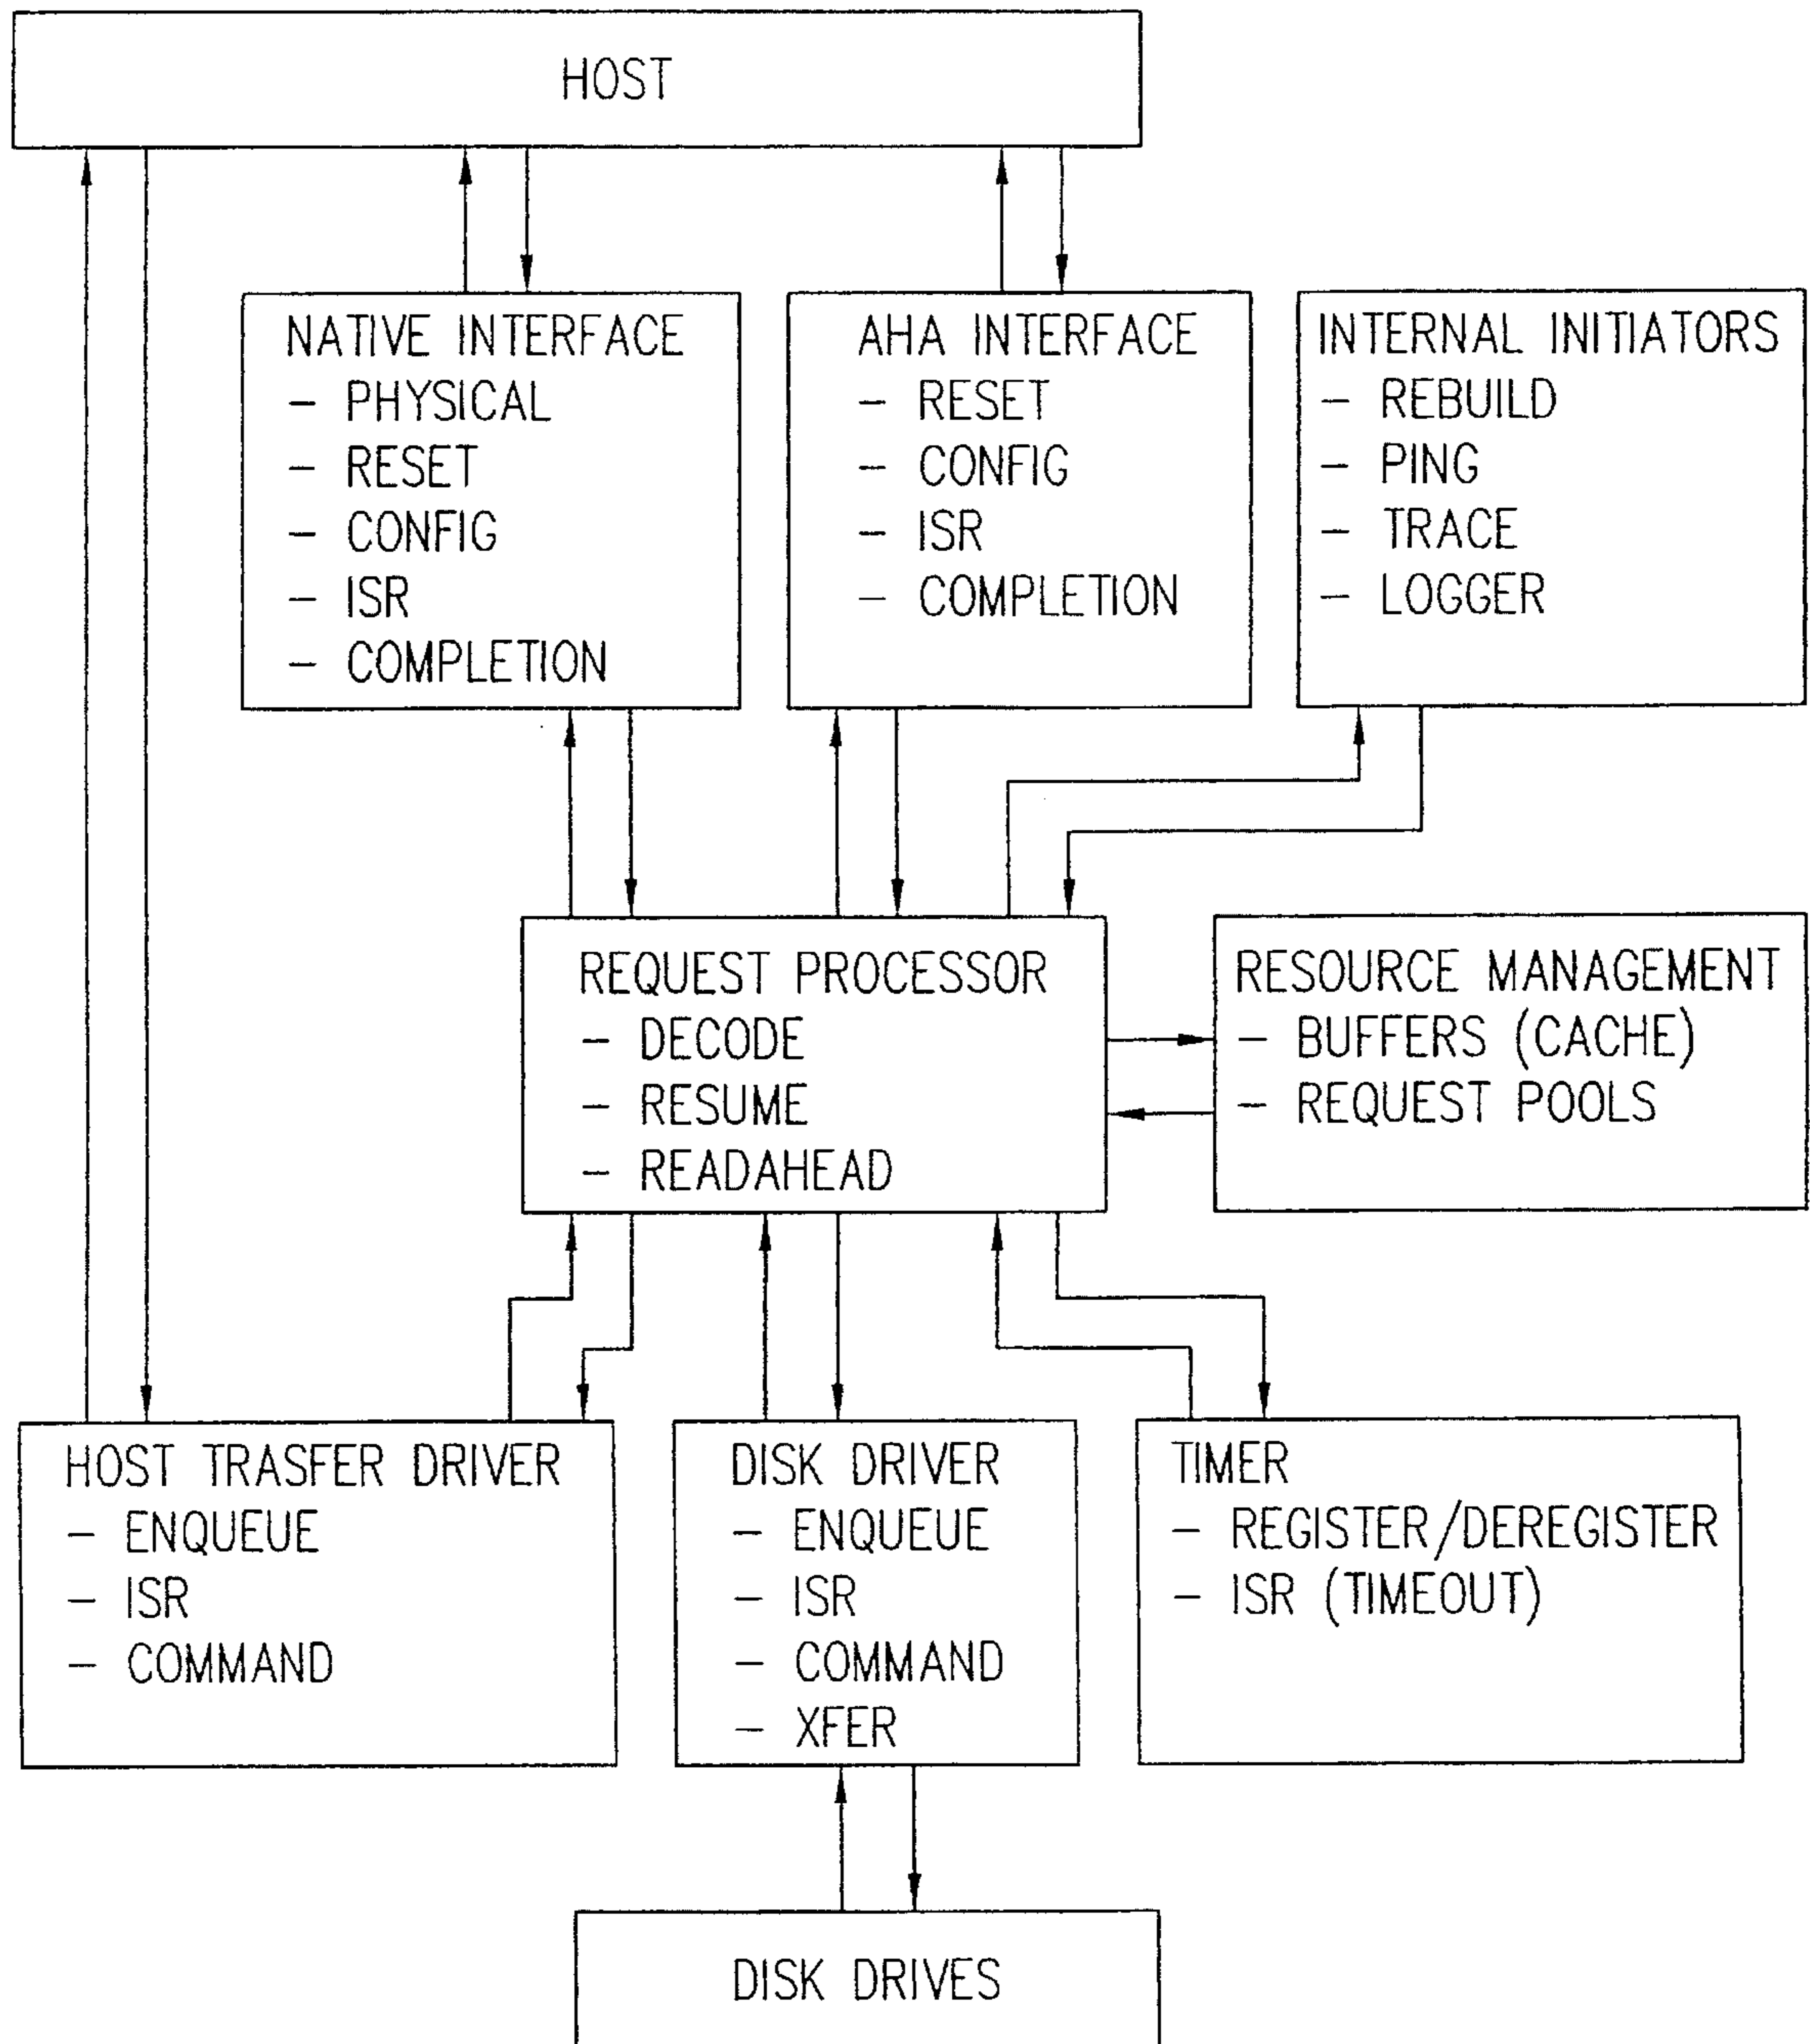 HOST
NATIVE INTERFACE
- PHYSICAL
- RESET
- CONFIG
- ISR
- COMPLETION
AHA INTERFACE
- RESET
- CONFIG
- ISR
- COMPLETION
INTERNAL INITIATORS
- REBUILD
- PING
- TRACE
- LOGGER
REQUEST PROCESSOR
- DECODE
- RESUME
- READAHEAD
RESOURCE MANAGEMENT
- BUFFERS (CACHE)
- REQUEST POOLS
HOST TRASFER DRIVER
- ENQUEUE
- ISR
- COMMAND
DISK DRIVER
- ENQUEUE
- ISR
- COMMAND
- XFER
TIMER
- REGISTER/DEREGISTER
- ISR (TIMEOUT)
DISK DRIVES